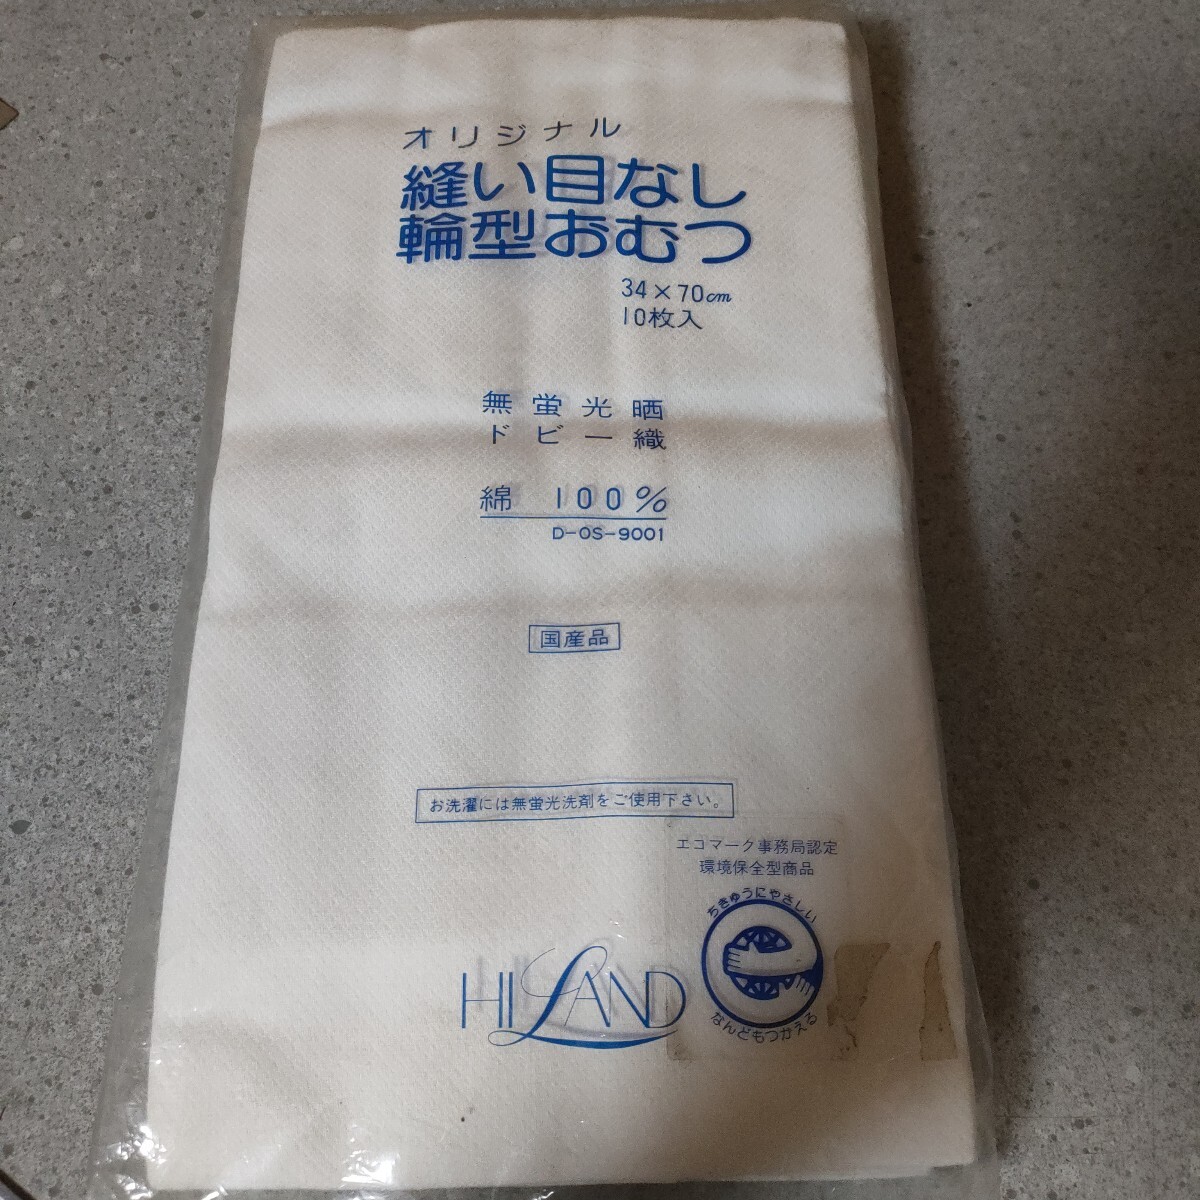 オリジナル
縫い目なし
輪型おむつ
34×70cm
10枚入
無蛍光晒
ドビー織
綿 100%
D-OS-9001
国産品
お洗濯には無蛍光洗剤をご使用下さい。
エコマーク事務局認定
環境保全型商品
ちきゅうにやさしい
なんどもつかえる
HILAND